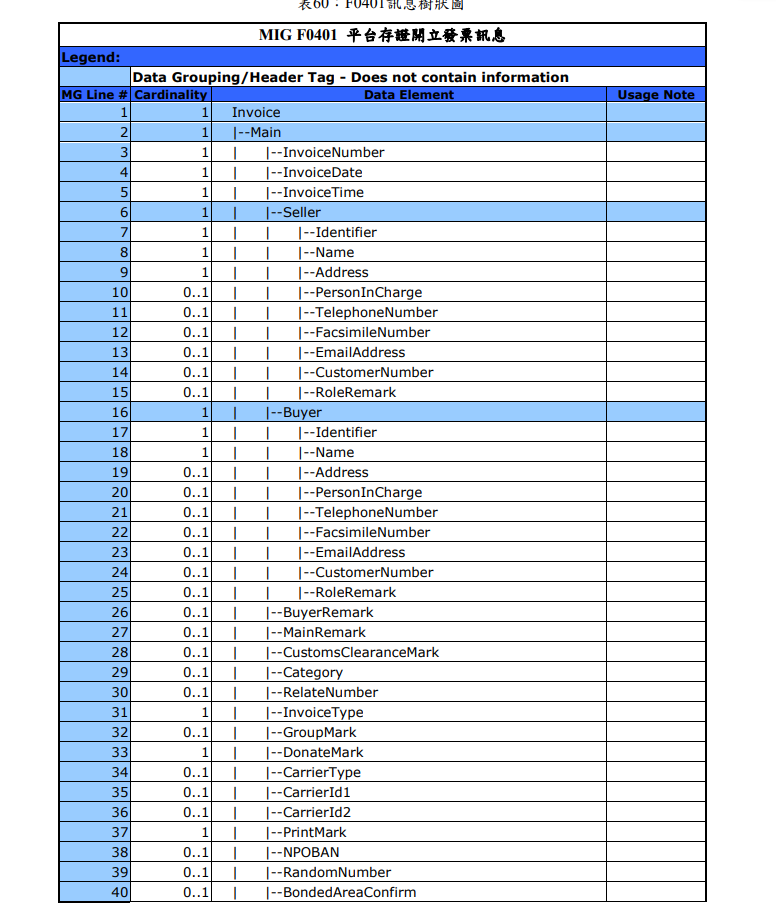 表60：F0401訊息樹狀圖
MIG F0401 平台存證開立發票訊息
Legend:
Data Grouping/Header Tag - Does not contain information
MG Line # Cardinality Data Element Usage Note
1 1 Invoice
2 1 |--Main
3 1 | |--InvoiceNumber
4 1 | |--InvoiceDate
5 1 | |--InvoiceTime
6 1 | |--Seller
7 1 | | |--Identifier
8 1 | | |--Name
9 1 | | |--Address
10 0..1 | | |--PersonInCharge
11 0..1 | | |--TelephoneNumber
12 0..1 | | |--FacsimileNumber
13 0..1 | | |--EmailAddress
14 0..1 | | |--CustomerNumber
15 0..1 | | |--RoleRemark
16 1 | |--Buyer
17 1 | | |--Identifier
18 1 | | |--Name
19 0..1 | | |--Address
20 0..1 | | |--PersonInCharge
21 0..1 | | |--TelephoneNumber
22 0..1 | | |--FacsimileNumber
23 0..1 | | |--EmailAddress
24 0..1 | | |--CustomerNumber
25 0..1 | | |--RoleRemark
26 0..1 | |--BuyerRemark
27 0..1 | |--MainRemark
28 0..1 | |--CustomsClearanceMark
29 0..1 | |--Category
30 0..1 | |--RelateNumber
31 1 | |--InvoiceType
32 0..1 | |--GroupMark
33 1 | |--DonateMark
34 0..1 | |--CarrierType
35 0..1 | |--CarrierId1
36 0..1 | |--CarrierId2
37 1 | |--PrintMark
38 0..1 | |--NPOBAN
39 0..1 | |--RandomNumber
40 0..1 | |--BondedAreaConfirm